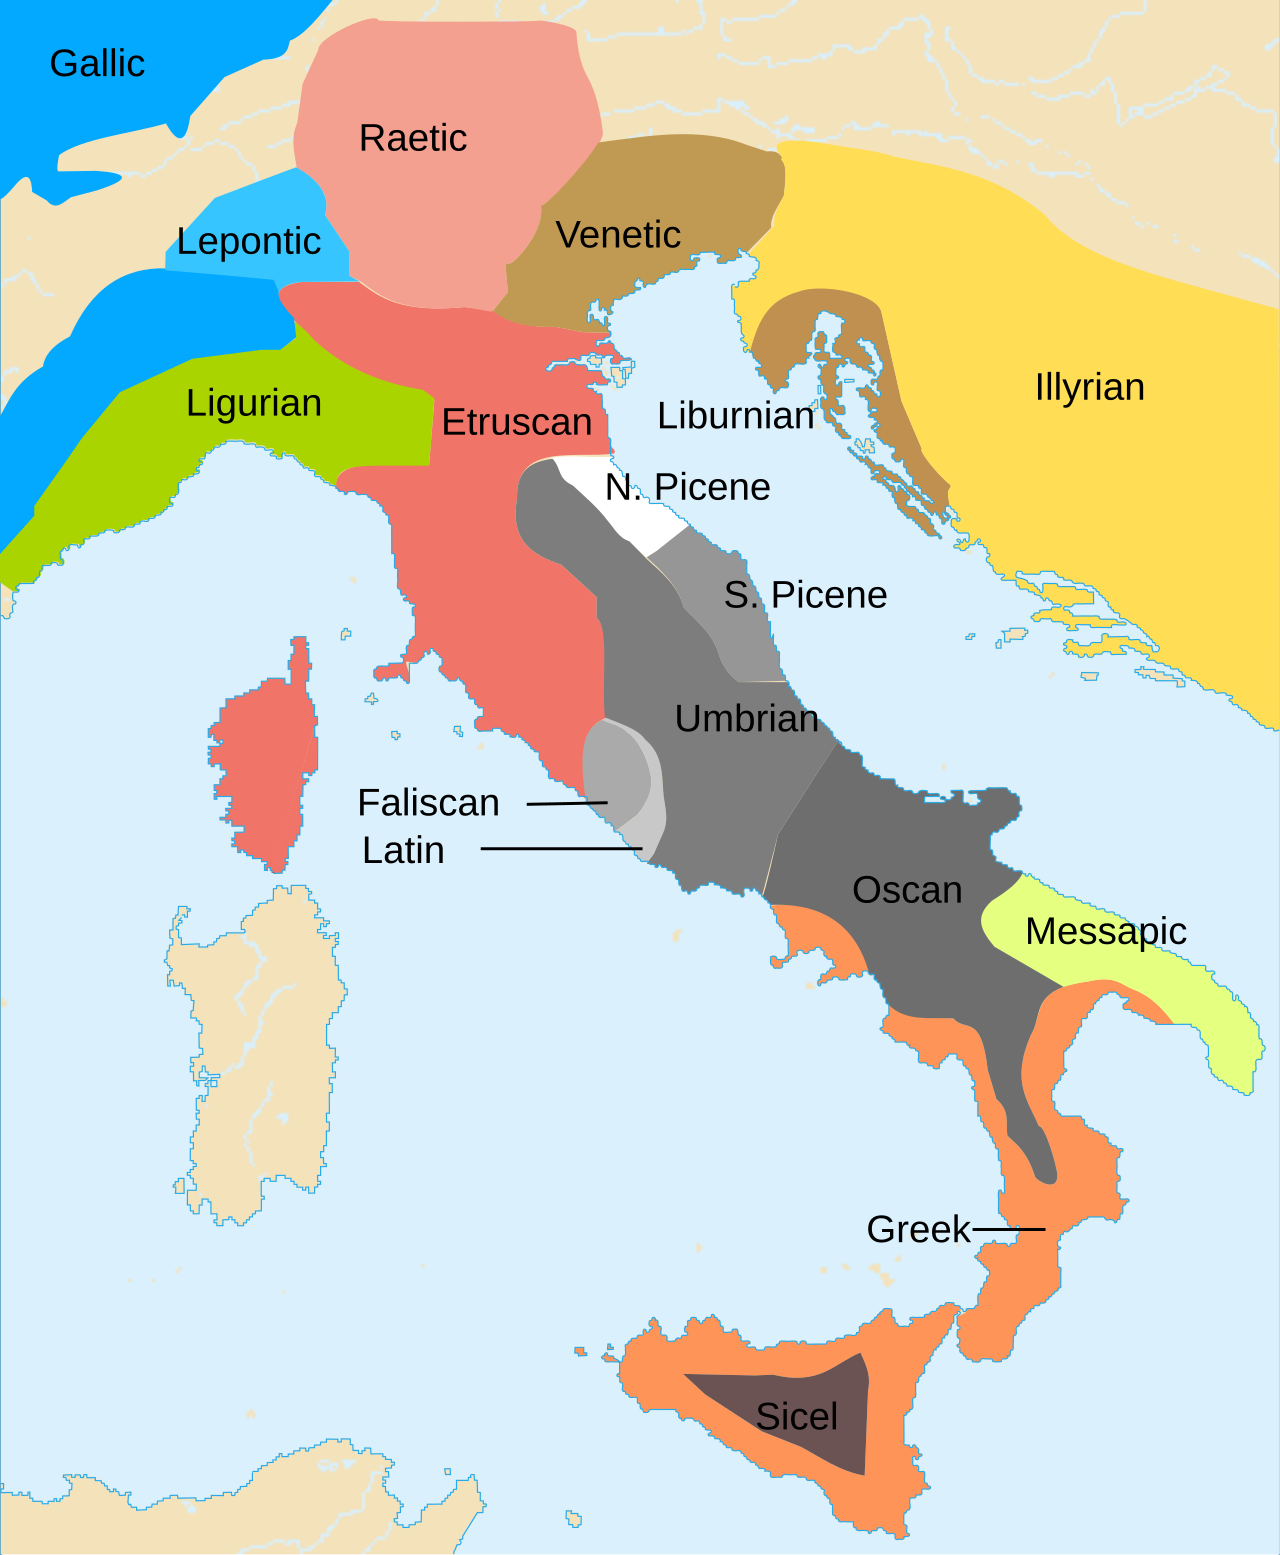 Gallic
Raetic
Venetic
Lepontic
Illyrian
Ligurian
Liburnian
Etruscan
N. Picene
S. Picene
Umbrian
Faliscan
Latin
Oscan
Messapic
Greek
Sicel